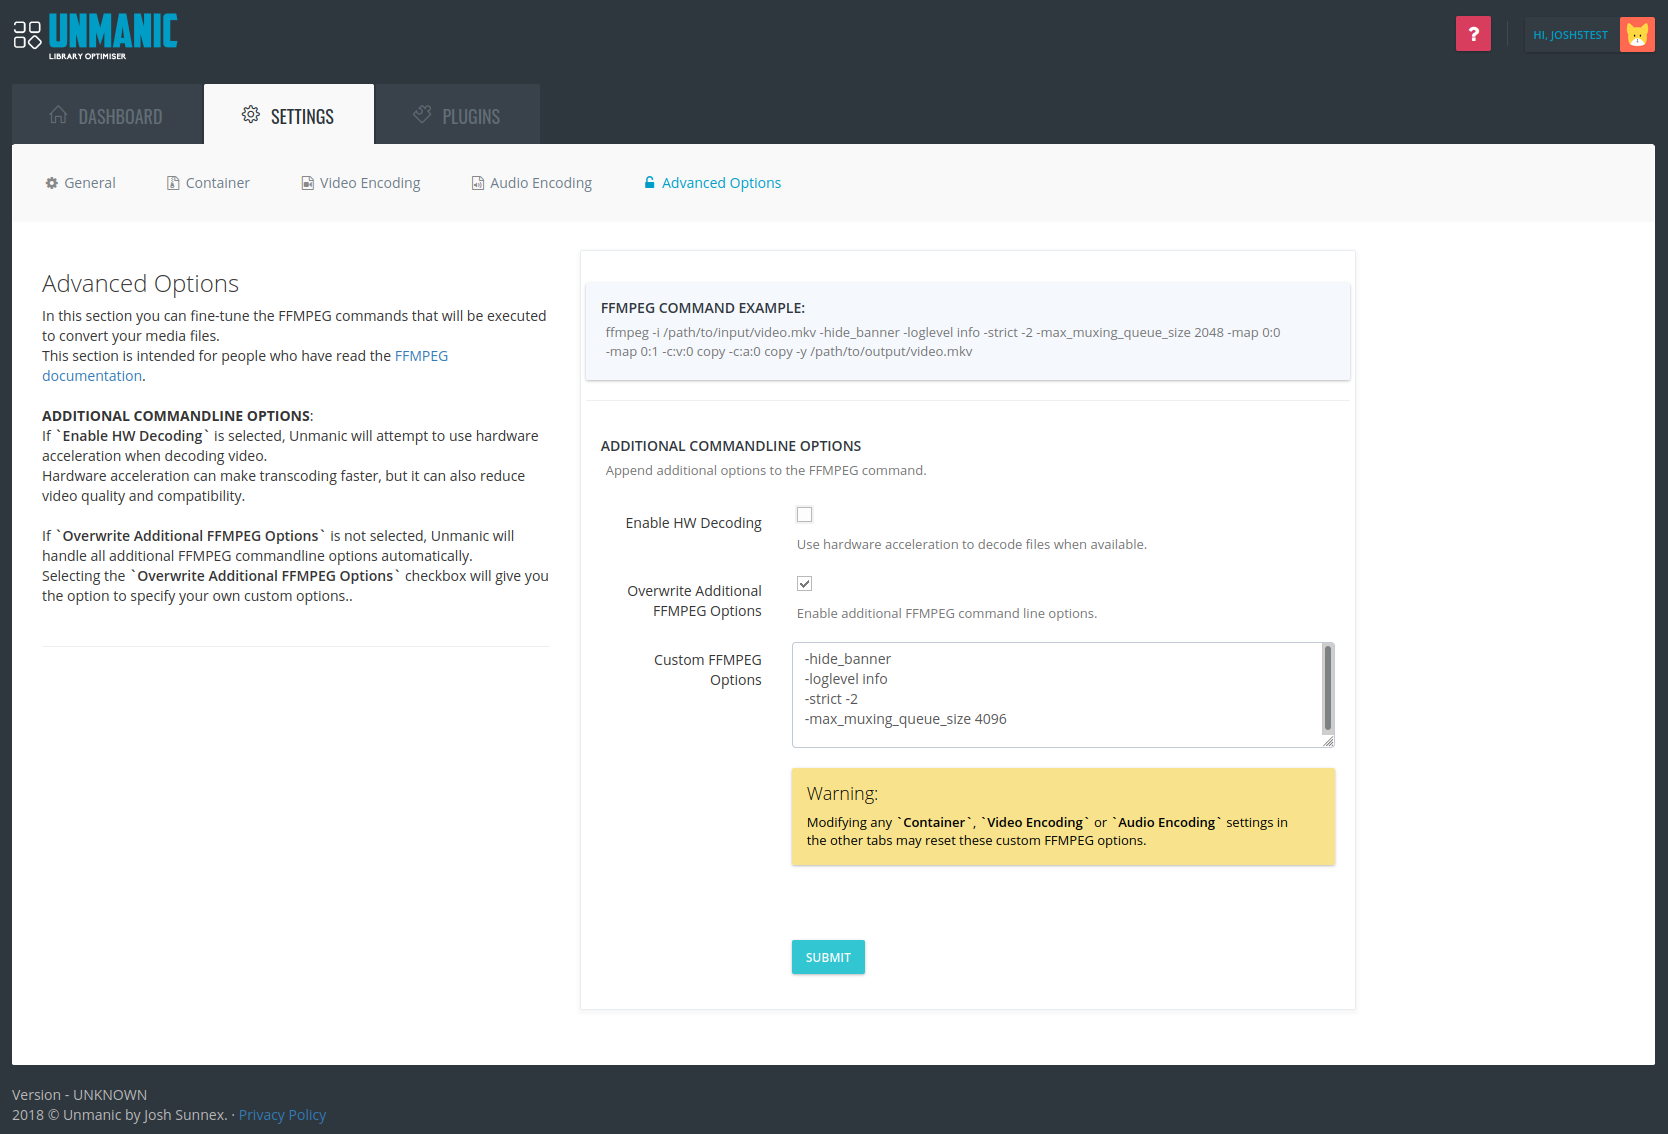 UNMANIC
LIBRARY OPTIMISER
?
HI, JOSH5TEST
DASHBOARD
SETTINGS
PLUGINS
General
Container
Video Encoding
Audio Encoding
Advanced Options
Advanced Options
In this section you can fine-tune the FFMPEG commands that will be executed
to convert your media files.
This section is intended for people who have read the FFMPEG
documentation.
ADDITIONAL COMMANDLINE OPTIONS:
If `Enable HW Decoding` is selected, Unmanic will attempt to use hardware
acceleration when decoding video.
Hardware acceleration can make transcoding faster, but it can also reduce
video quality and compatibility.
If `Overwrite Additional FFMPEG Options` is not selected, Unmanic will
handle all additional FFMPEG commandline options automatically.
Selecting the `Overwrite Additional FFMPEG Options` checkbox will give you
the option to specify your own custom options..
FFMPEG COMMAND EXAMPLE:
ffmpeg -i /path/to/input/video.mkv -hide_banner -loglevel info -strict -2 -max_muxing_queue_size 2048 -map 0:0
-map 0:1 -c:v:0 copy -c:a:0 copy -y /path/to/output/video.mkv
ADDITIONAL COMMANDLINE OPTIONS
Append additional options to the FFMPEG command.
Enable HW Decoding
Use hardware acceleration to decode files when available.
Overwrite Additional
FFMPEG Options
Enable additional FFMPEG command line options.
Custom FFMPEG
Options
-hide_banner
-loglevel info
-strict -2
-max_muxing_queue_size 4096
Warning:
Modifying any `Container`, `Video Encoding` or `Audio Encoding` settings in
the other tabs may reset these custom FFMPEG options.
SUBMIT
Version - UNKNOWN
2018 © Unmanic by Josh Sunnex. · Privacy Policy